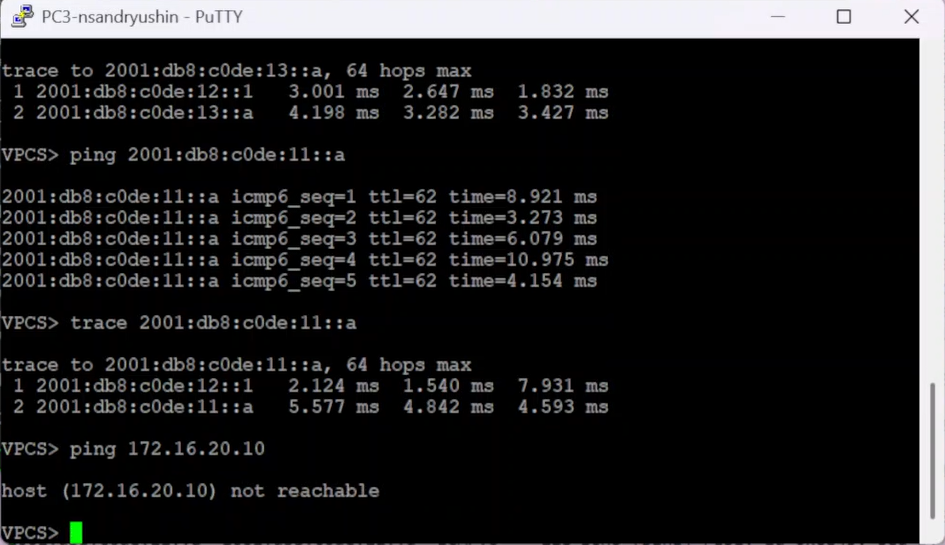 PC3-nsandryushin - PuTTY
trace to 2001:db8:c0de:13::a, 64 hops max
1 2001:db8:c0de:12::1 3.001 ms 2.647 ms 1.832 ms
2 2001:db8:c0de:13::a 4.198 ms 3.282 ms 3.427 ms
VPCS> ping 2001:db8:c0de:11::a
2001:db8:c0de:11::a icmp6_seq=1 ttl=62 time=8.921 ms
2001:db8:c0de:11::a icmp6_seq=2 ttl=62 time=3.273 ms
2001:db8:c0de:11::a icmp6_seq=3 ttl=62 time=6.079 ms
2001:db8:c0de:11::a icmp6_seq=4 ttl=62 time=10.975 ms
2001:db8:c0de:11::a icmp6_seq=5 ttl=62 time=4.154 ms
VPCS> trace 2001:db8:c0de:11::a
trace to 2001:db8:c0de:11::a, 64 hops max
1 2001:db8:c0de:12::1 2.124 ms 1.540 ms 7.931 ms
2 2001:db8:c0de:11::a 5.577 ms 4.842 ms 4.593 ms
VPCS> ping 172.16.20.10
host (172.16.20.10) not reachable
VPCS>